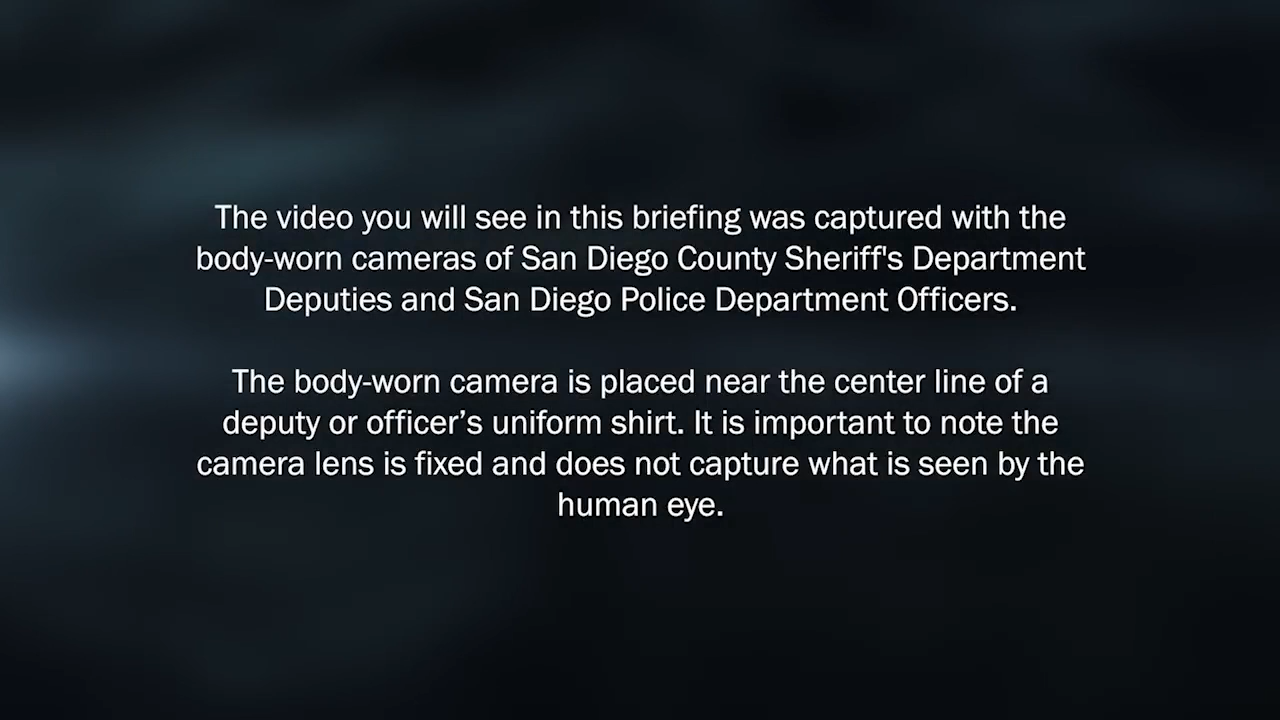 The video you will see in this briefing was captured with the
body-worn cameras of San Diego County Sheriff's Department
Deputies and San Diego Police Department Officers.
The body-worn camera is placed near the center line of a
deputy or officer’s uniform shirt. It is important to note the
camera lens is fixed and does not capture what is seen by the
human eye.